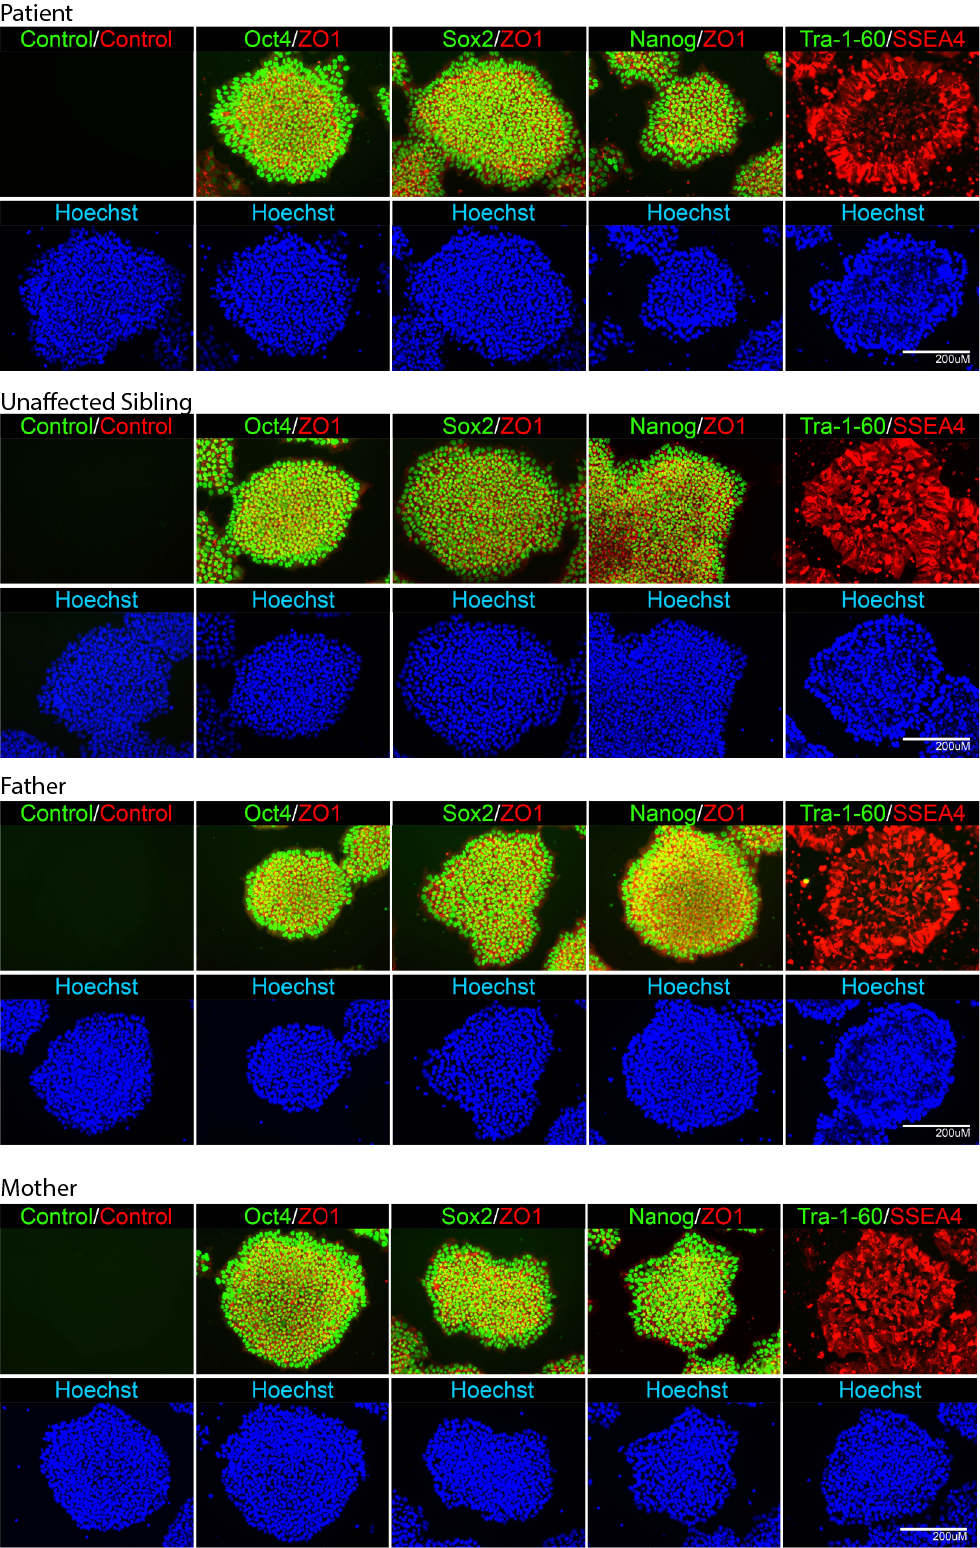 Patient
Control/Control Oct4/ZO1 Sox2/ZO1 Nanog/ZO1 Tra-1-60/SSEA4
Hoechst Hoechst Hoechst Hoechst Hoechst
200uM
Unaffected Sibling
Control/Control Oct4/ZO1 Sox2/ZO1 Nanog/ZO1 Tra-1-60/SSEA4
Hoechst Hoechst Hoechst Hoechst Hoechst
200uM
Father
Control/Control Oct4/ZO1 Sox2/ZO1 Nanog/ZO1 Tra-1-60/SSEA4
Hoechst Hoechst Hoechst Hoechst Hoechst
200uM
Mother
Control/Control Oct4/ZO1 Sox2/ZO1 Nanog/ZO1 Tra-1-60/SSEA4
Hoechst Hoechst Hoechst Hoechst Hoechst
200uM